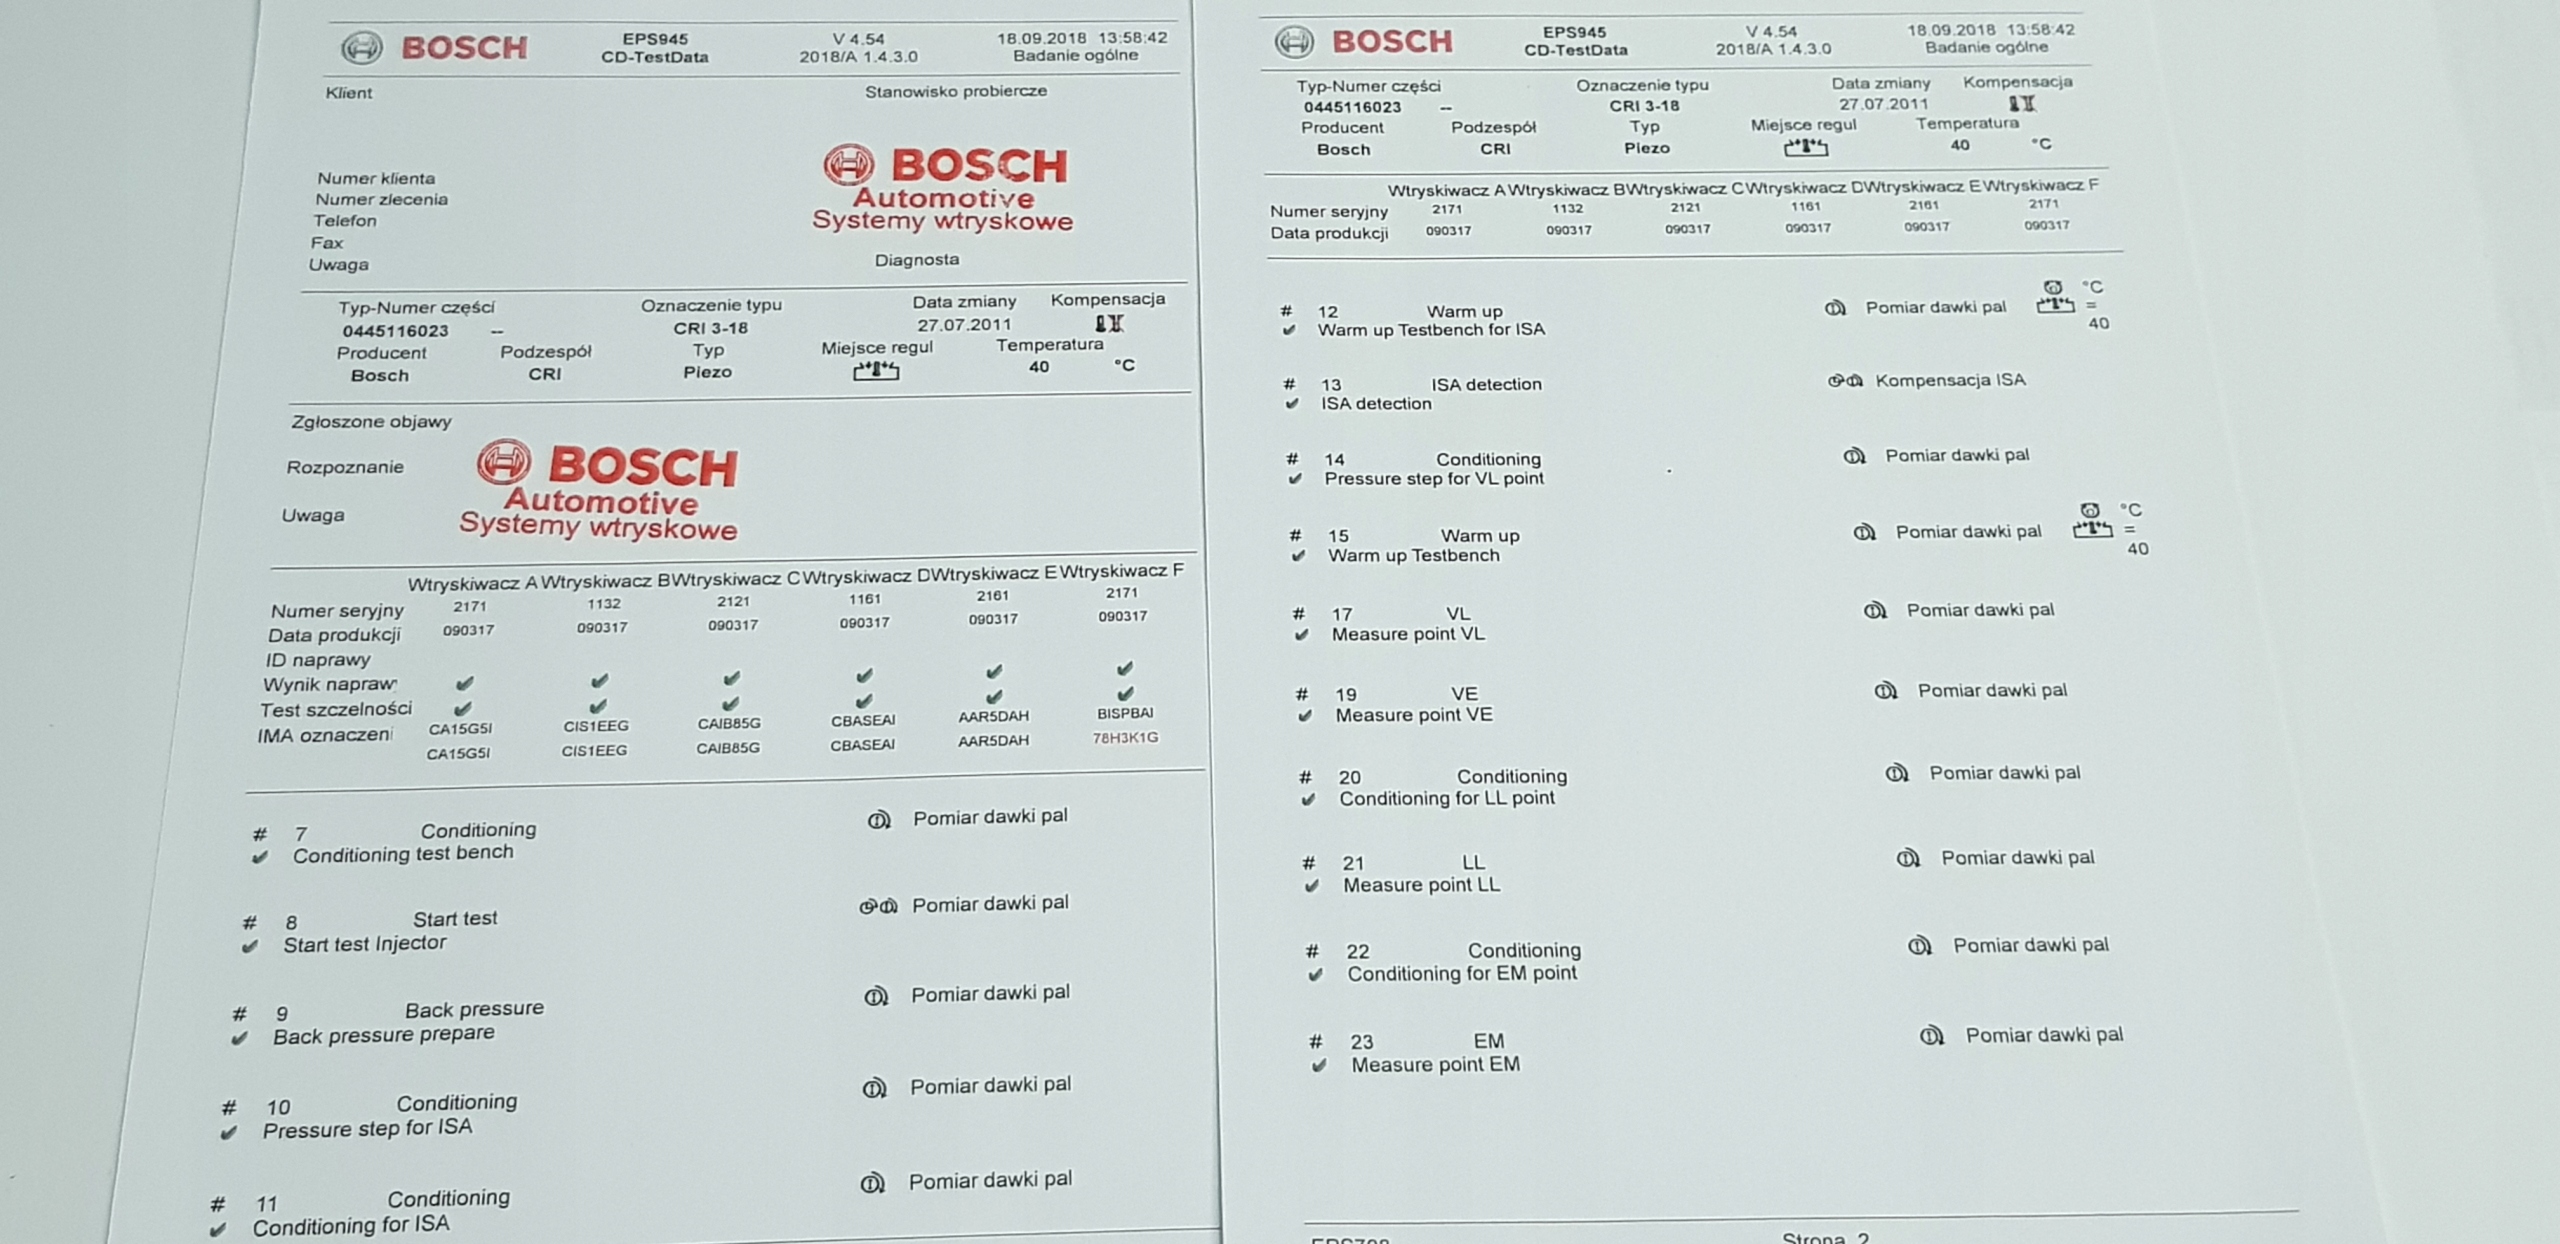 BOSCH EPS945 V 4.54 18.09.2018 13:58:42
CD-TestData 2018/A 1.4.3.0 Badanie ogólne
Klient Stanowisko probiercze
BOSCH
Automotive
Systemy wtryskowe
Numer klienta
Numer zlecenia
Telefon
Fax
Uwaga Diagnosta
Typ-Numer części Oznaczenie typu Data zmiany Kompensacja
0445116023 -- CRI 3-18 27.07.2011
Producent Podzespół Typ Miejsce regul Temperatura
Bosch CRI Piezo 40 °C
Zgłoszone objawy
Rozpoznanie
Uwaga
BOSCH
Automotive
Systemy wtryskowe
Wtryskiwacz A Wtryskiwacz B Wtryskiwacz C Wtryskiwacz D Wtryskiwacz E Wtryskiwacz F
Numer seryjny 2171 1132 2121 1161 2161 2171
Data produkcji 090317 090317 090317 090317 090317 090317
ID naprawy
Wynik napraw ✔ ✔ ✔ ✔ ✔ ✔
Test szczelności ✔ ✔ ✔ ✔ ✔ ✔
IMA oznaczeni CA15G5I CIS1EEG CAIB85G CBASEAI AAR5DAH BISPBAI
CA15G5I CIS1EEG CAIB85G CBASEAI AAR5DAH 78H3K1G
# 7 Conditioning Pomiar dawki pal
✔ Conditioning test bench
# 8 Start test Pomiar dawki pal
✔ Start test Injector
# 9 Back pressure Pomiar dawki pal
✔ Back pressure prepare
# 10 Conditioning Pomiar dawki pal
✔ Pressure step for ISA
# 11 Conditioning Pomiar dawki pal
✔ Conditioning for ISA
BOSCH EPS945 V 4.54 18.09.2018 13:58:42
CD-TestData 2018/A 1.4.3.0 Badanie ogólne
Typ-Numer części Oznaczenie typu Data zmiany Kompensacja
0445116023 -- CRI 3-18 27.07.2011
Producent Podzespół Typ Miejsce regul Temperatura
Bosch CRI Piezo 40 °C
Wtryskiwacz A Wtryskiwacz B Wtryskiwacz C Wtryskiwacz D Wtryskiwacz E Wtryskiwacz F
Numer seryjny 2171 1132 2121 1161 2161 2171
Data produkcji 090317 090317 090317 090317 090317 090317
# 12 Warm up Pomiar dawki pal °C = 40
✔ Warm up Testbench for ISA
# 13 ISA detection Kompensacja ISA
✔ ISA detection
# 14 Conditioning Pomiar dawki pal
✔ Pressure step for VL point
# 15 Warm up Pomiar dawki pal °C = 40
✔ Warm up Testbench
# 17 VL Pomiar dawki pal
✔ Measure point VL
# 19 VE Pomiar dawki pal
✔ Measure point VE
# 20 Conditioning Pomiar dawki pal
✔ Conditioning for LL point
# 21 LL Pomiar dawki pal
✔ Measure point LL
# 22 Conditioning Pomiar dawki pal
✔ Conditioning for EM point
# 23 EM Pomiar dawki pal
✔ Measure point EM
Strona 2